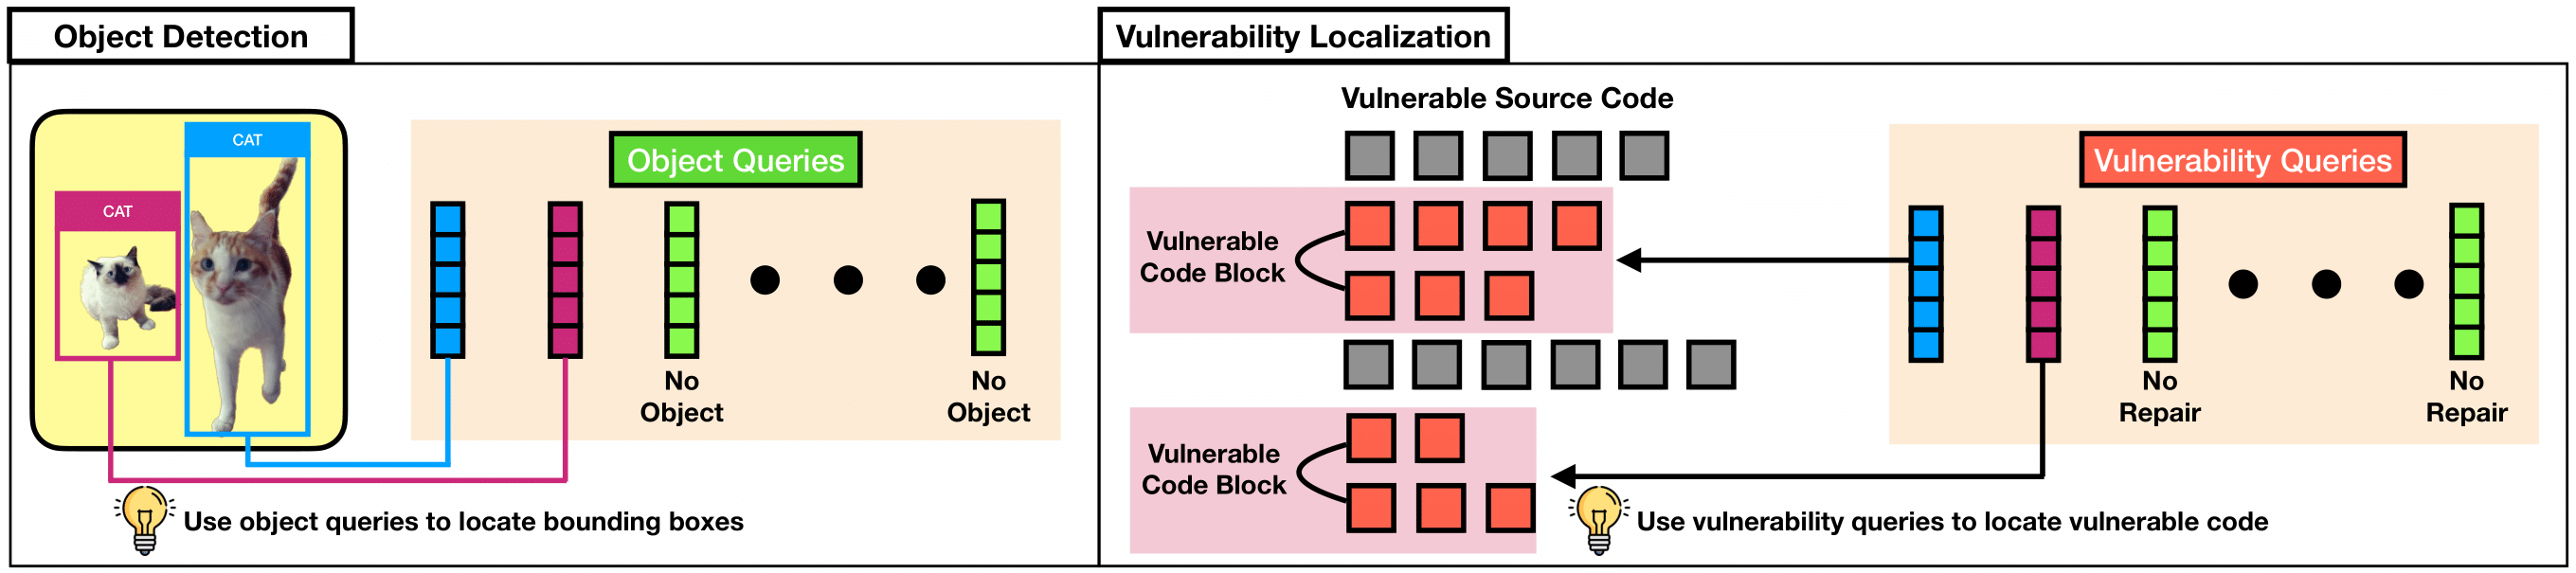 Object Detection
CAT
CAT
Object Queries
No
Object
No
Object
Use object queries to locate bounding boxes
Vulnerability Localization
Vulnerable Source Code
Vulnerable
Code Block
Vulnerable
Code Block
Vulnerability Queries
No
Repair
No
Repair
Use vulnerability queries to locate vulnerable code